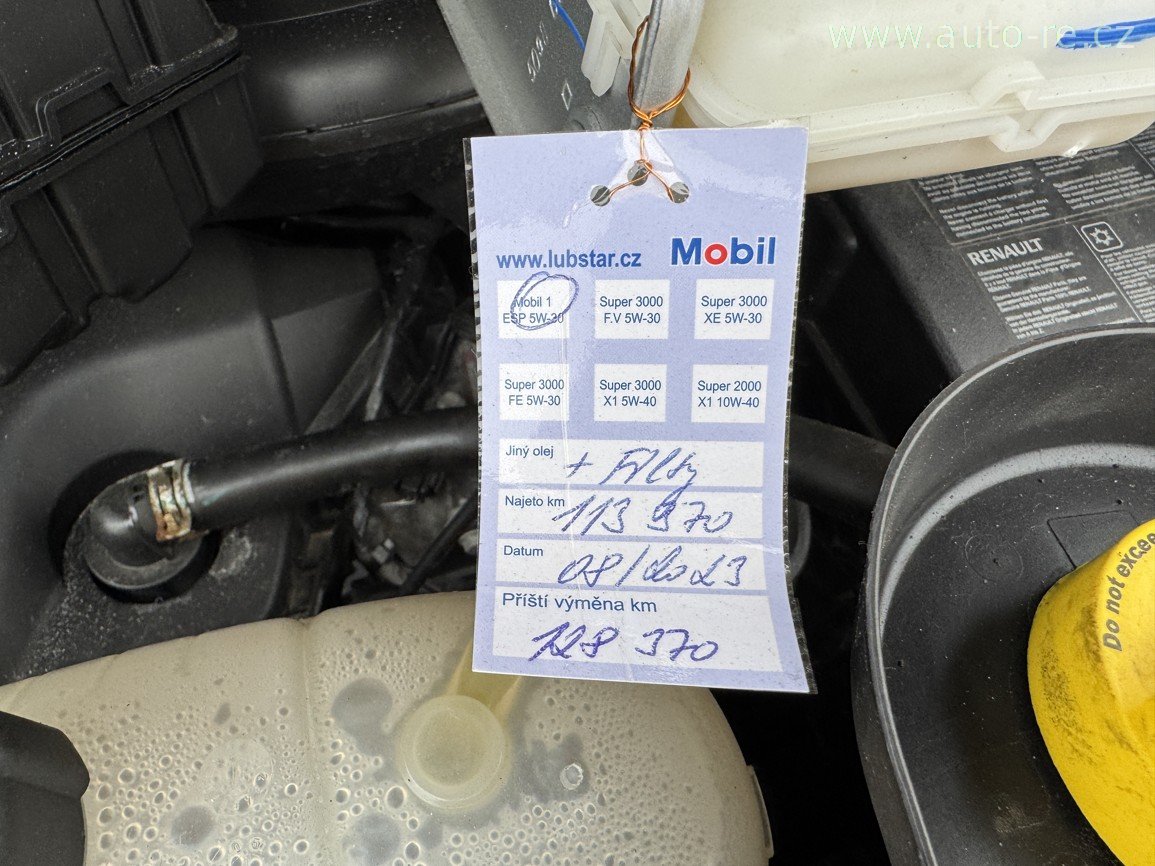 www.auto-re.cz
www.lubstar.cz Mobil
Mobil 1
ESP 5W-30
Super 3000
F.V 5W-30
Super 3000
XE 5W-30
Super 3000
FE 5W-30
Super 3000
X1 5W-40
Super 2000
X1 10W-40
Jiný olej + Filtry
Najeto km 113 370
Datum 08/2023
Příští výměna km
128 370
RENAULT
Do not excee